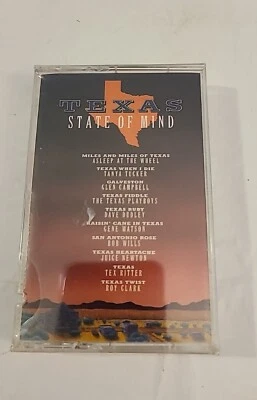 TEXAS
STATE OF MIND
MILES AND MILES OF TEXAS
ASLEEP AT THE WHEEL
TEXAS WHEN I DIE
TANYA TUCKER
GALVESTON
GLEN CAMPBELL
TEXAS FIDDLE
THE TEXAS PLAYBOYS
TEXAS RUBY
DAVE DUDLEY
RAISIN' CANE IN TEXAS
GENE WATSON
SAN ANTONIO ROSE
BOB WILLS
TEXAS HEARTACHE
JUICE NEWTON
TEXAS
TEX RITTER
TEXAS TWIST
ROY CLARK